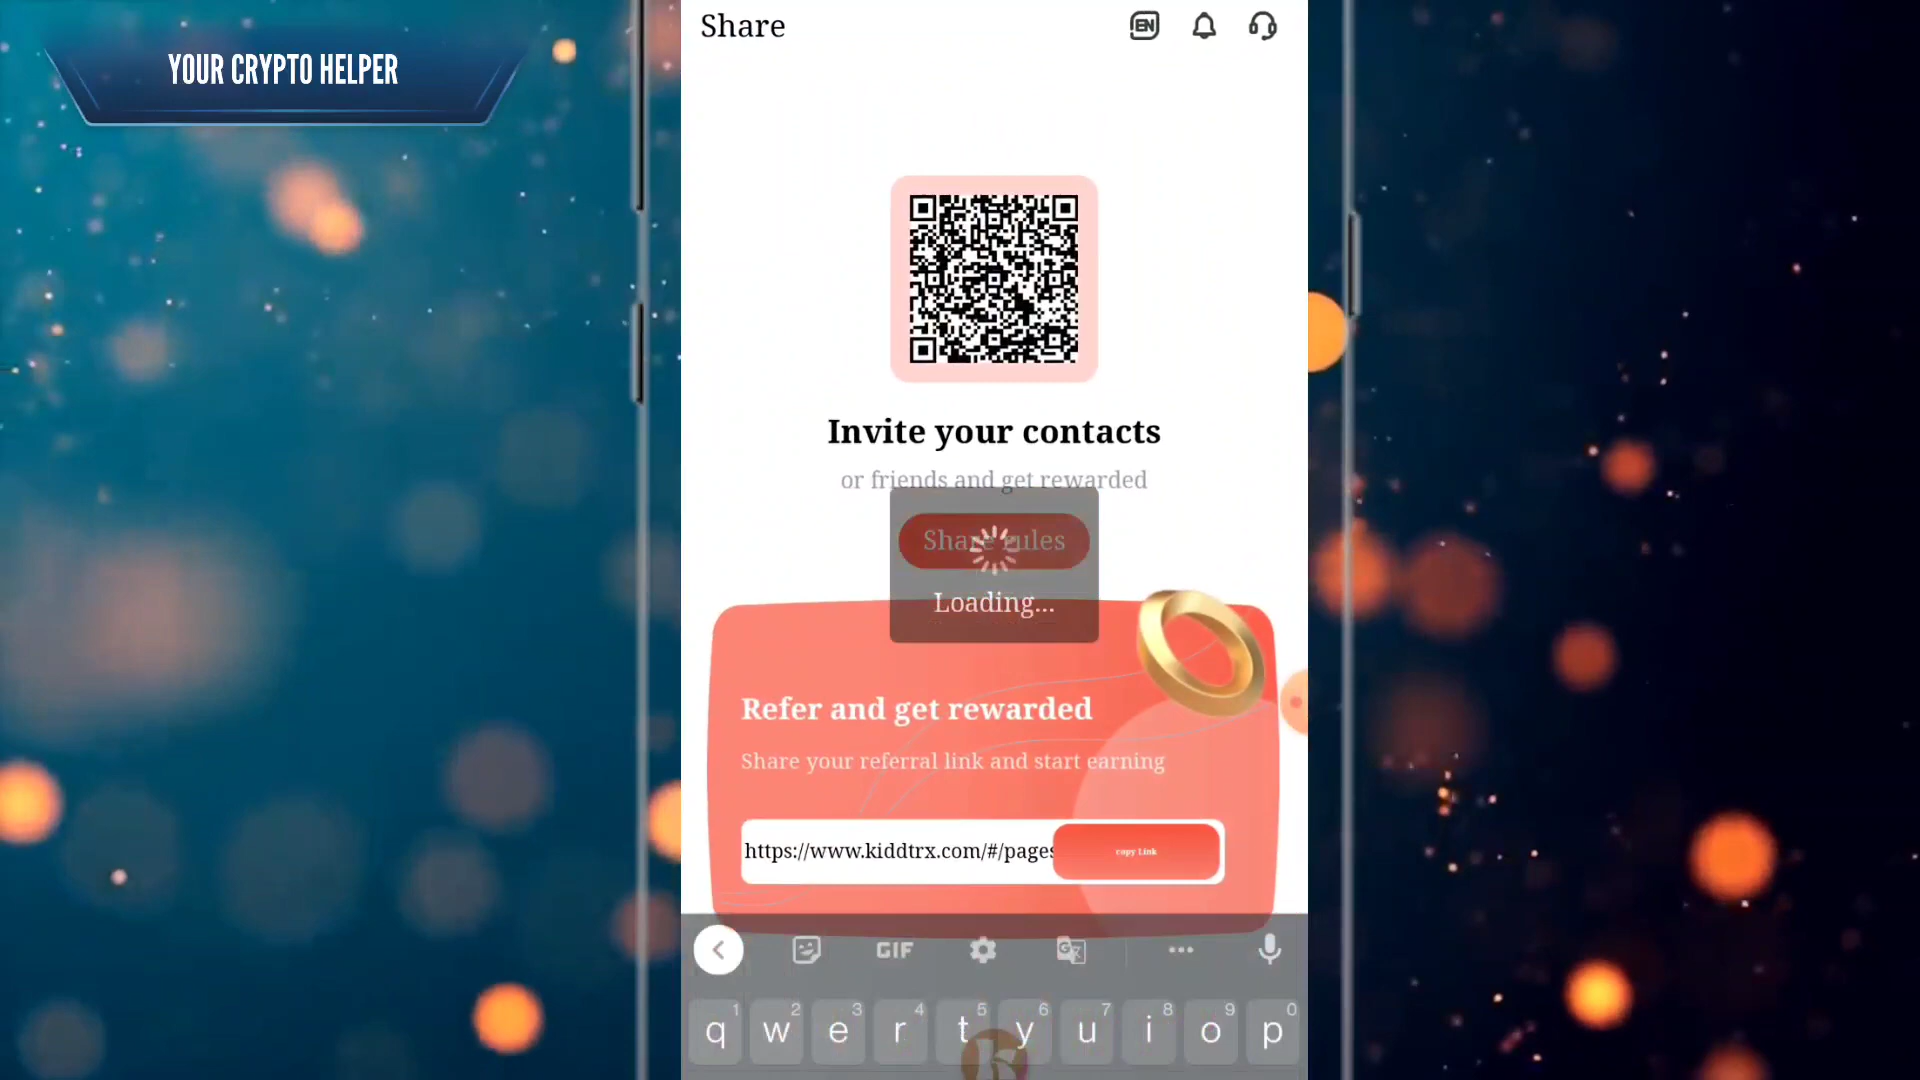 YOUR CRYPTO HELPER
Share
EN
Invite your contacts
or friends and get rewarded
Share rules
Loading...
Refer and get rewarded
Share your referral link and start earning
https://www.kiddtrx.com/#/pages
copy Link
GIF
1 2 3 4 5 6 7 8 9 0
q w e r t y u i o p